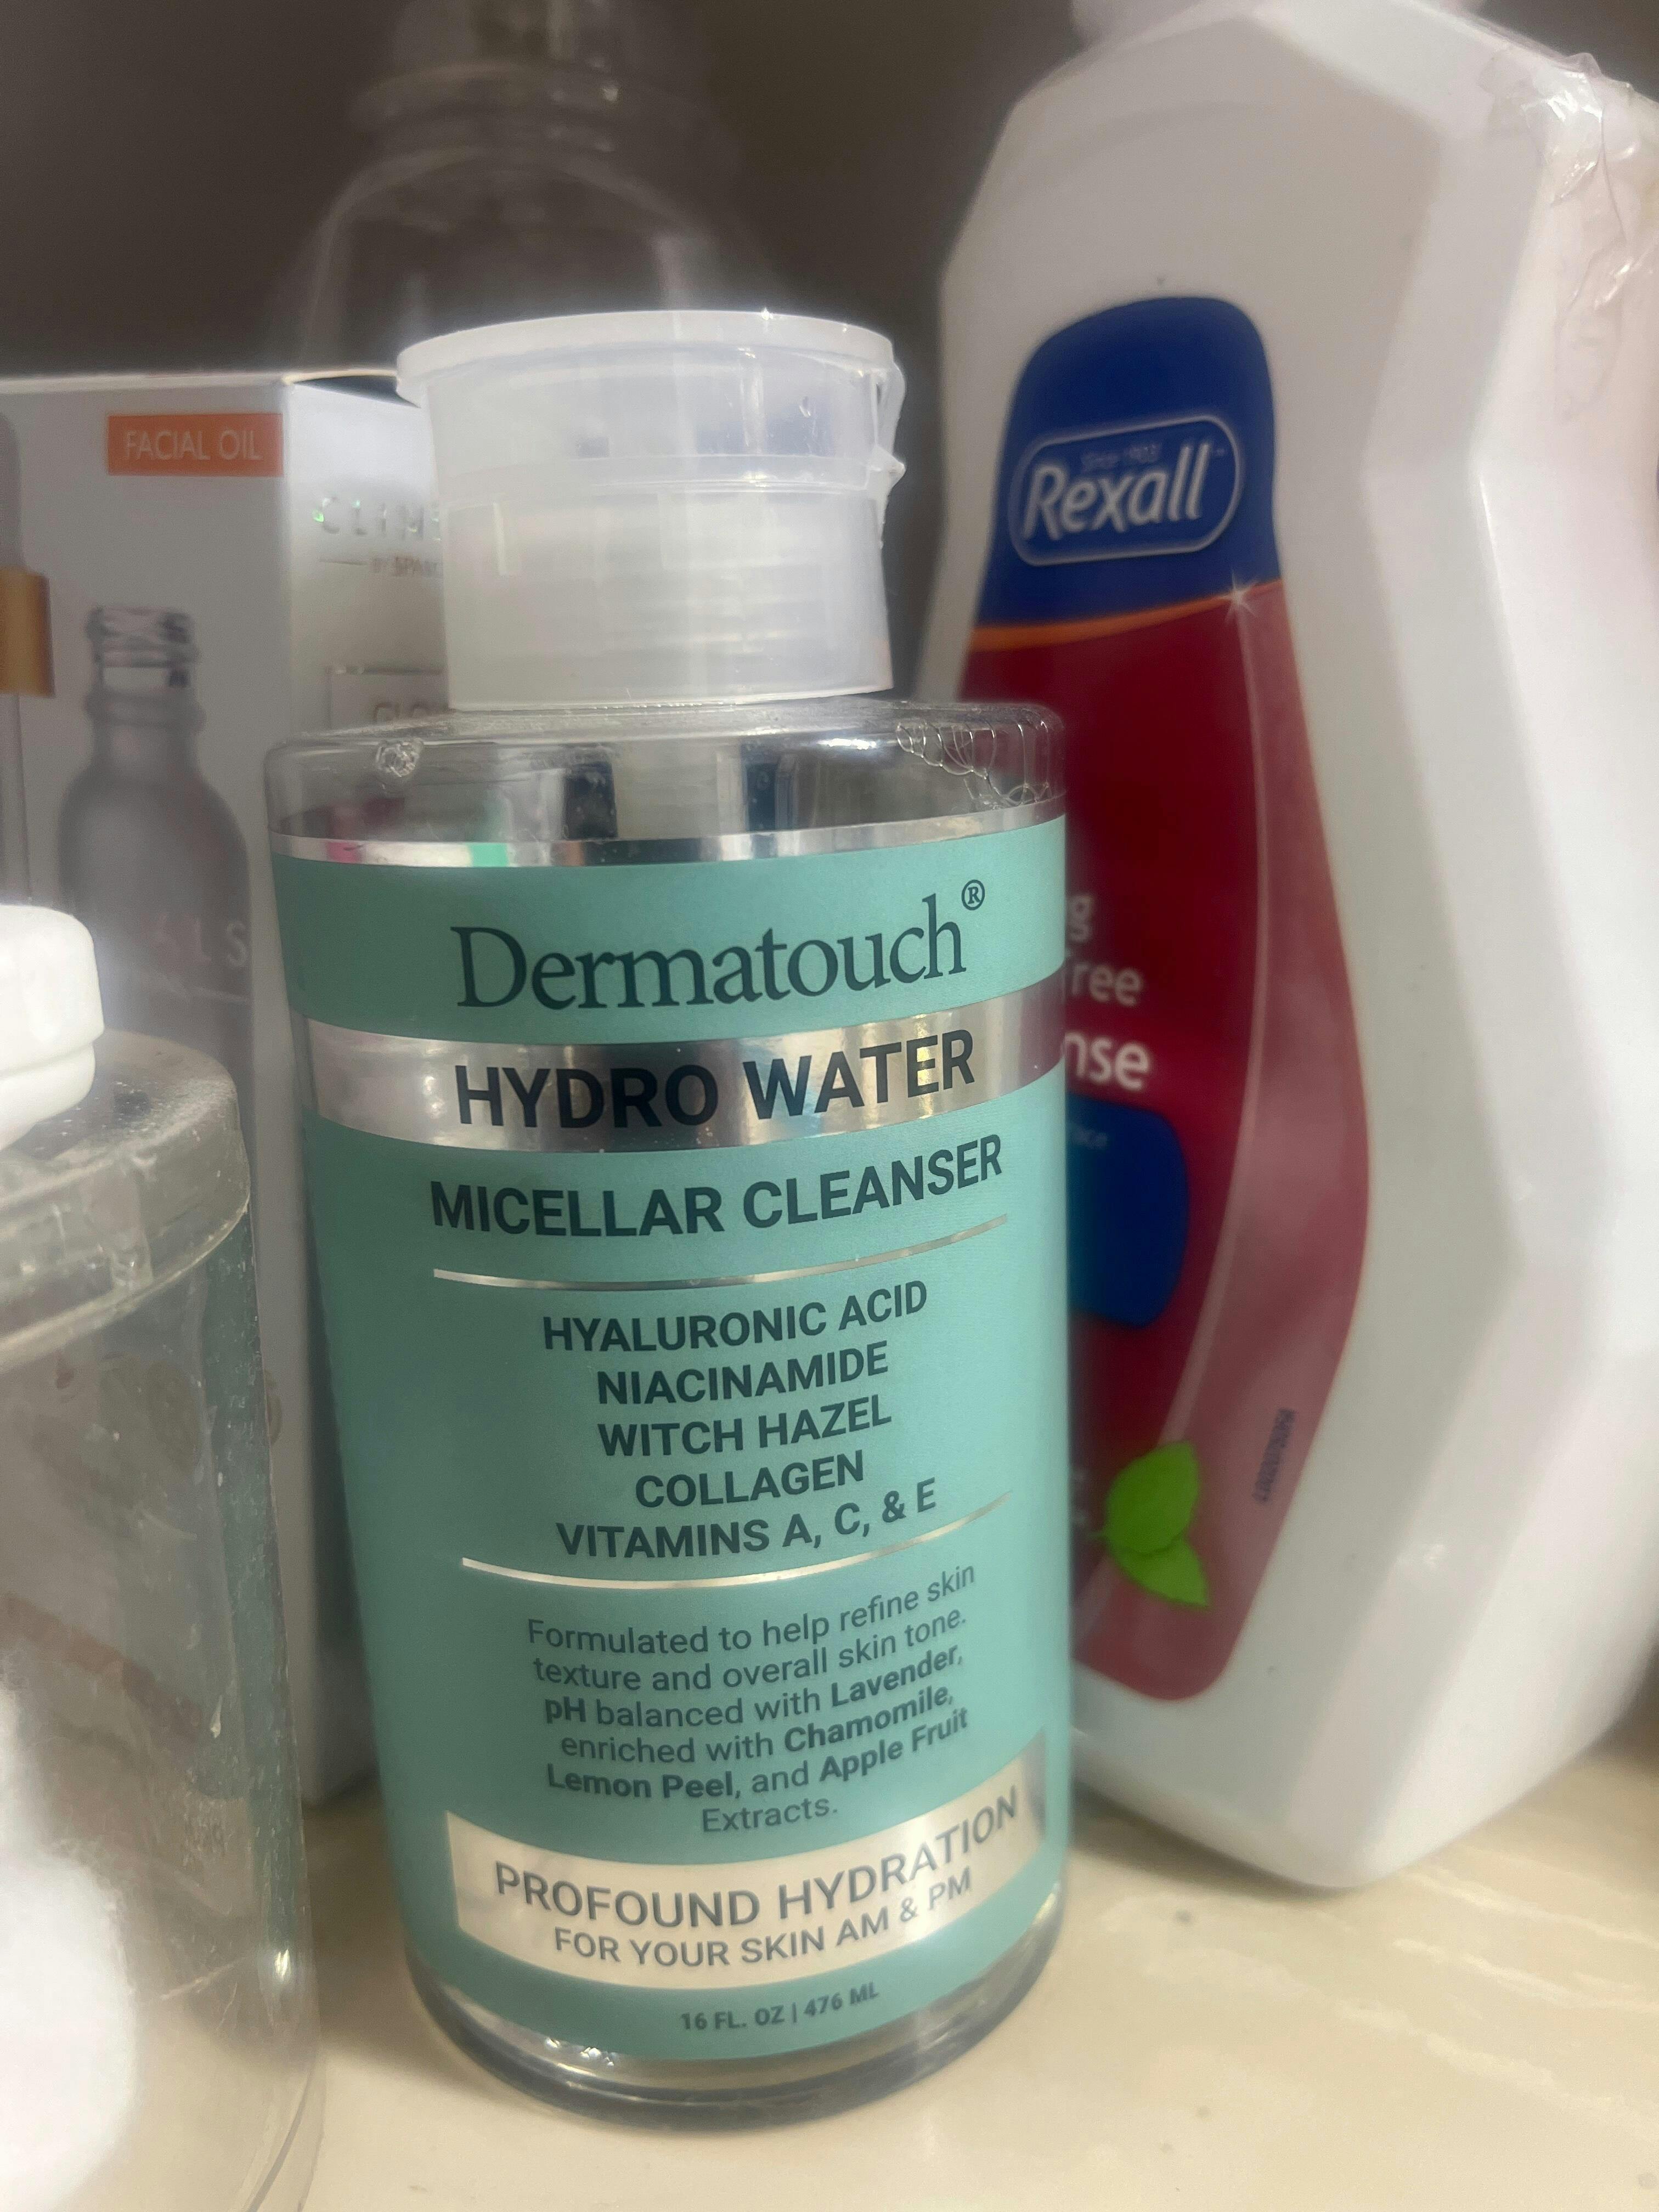 FACIAL OIL
Since 1903
Rexall
Dermatouch®
HYDRO WATER
MICELLAR CLEANSER
HYALURONIC ACID
NIACINAMIDE
WITCH HAZEL
COLLAGEN
VITAMINS A, C, & E
Formulated to help refine skin
texture and overall skin tone.
pH balanced with Lavender,
enriched with Chamomile,
Lemon Peel, and Apple Fruit
Extracts.
PROFOUND HYDRATION
FOR YOUR SKIN AM & PM
16 FL. OZ | 476 ML